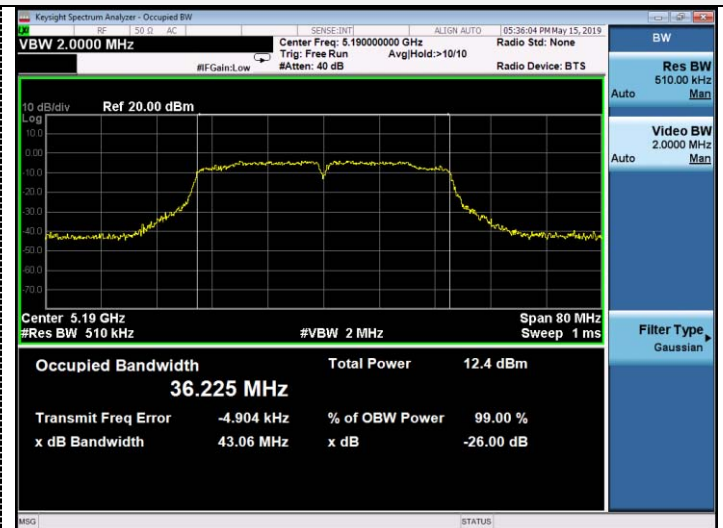 Keysight Spectrum Analyzer - Occupied BW
LXI RF 50 Ω AC SENSE:INT ALIGN AUTO 05:36:04 PM May 15, 2019
VBW 2.0000 MHz Center Freq: 5.190000000 GHz Radio Std: None
Trig: Free Run Avg|Hold:>10/10
#IFGain:Low #Atten: 40 dB Radio Device: BTS
BW
Res BW
510.00 kHz
Auto Man
Video BW
2.0000 MHz
Auto Man
Filter Type
Gaussian
10 dB/div Ref 20.00 dBm
Log
10.0
0.00
-10.0
-20.0
-30.0
-40.0
-50.0
-60.0
-70.0
Center 5.19 GHz Span 80 MHz
#Res BW 510 kHz #VBW 2 MHz Sweep 1 ms
Occupied Bandwidth Total Power 12.4 dBm
36.225 MHz
Transmit Freq Error -4.904 kHz % of OBW Power 99.00 %
x dB Bandwidth 43.06 MHz x dB -26.00 dB
MSG STATUS